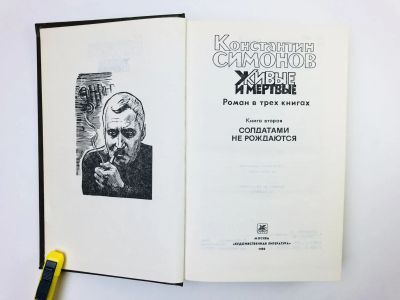 Константин
СИМОНОВ
ЖИВЫЕ
И МЕРТВЫЕ
Роман в трех книгах
Книга вторая
СОЛДАТАМИ
НЕ РОЖДАЮТСЯ
МОСКВА
«ХУДОЖЕСТВЕННАЯ ЛИТЕРАТУРА»